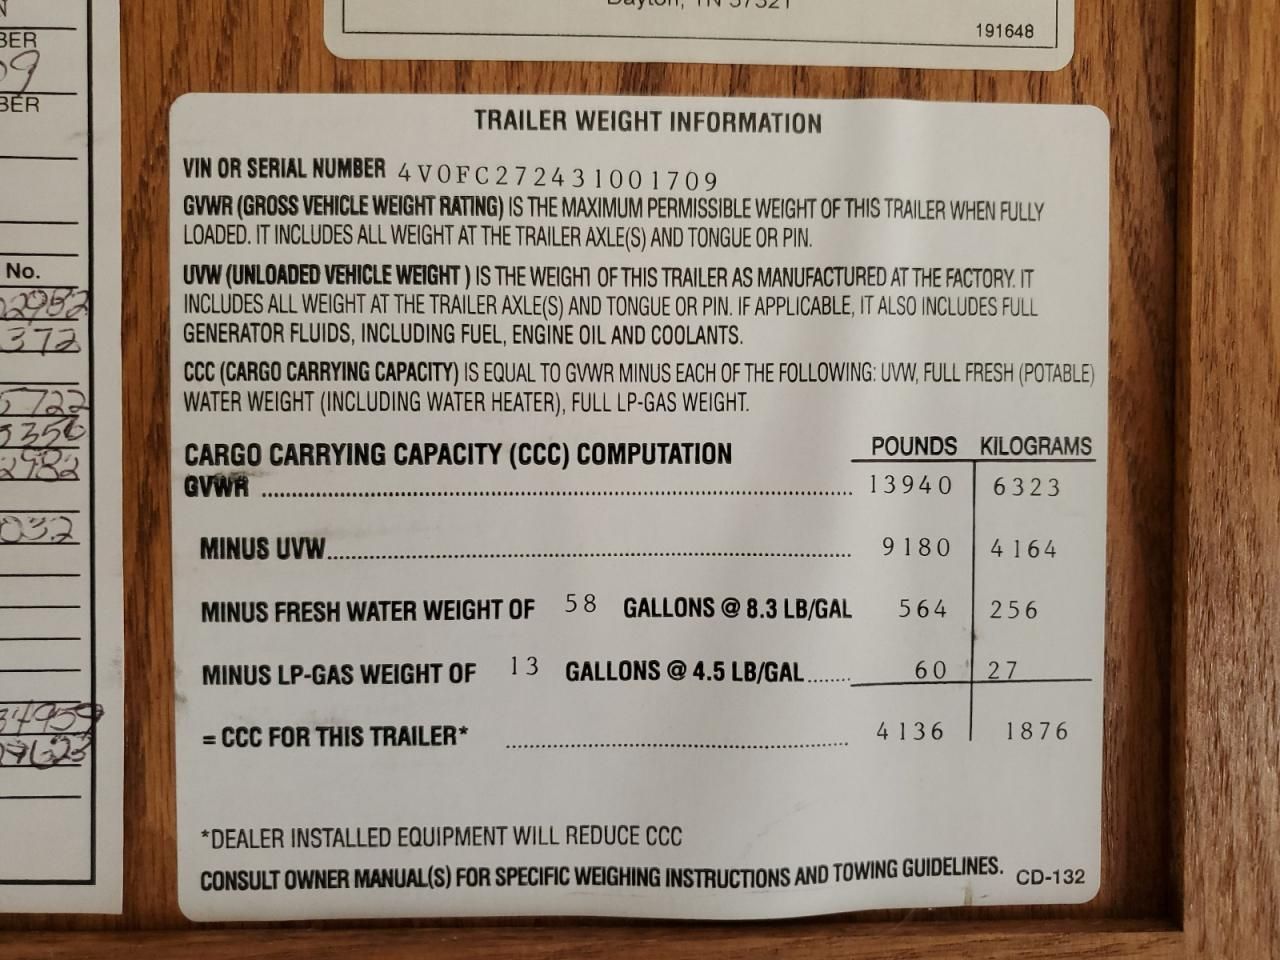 Dayton, TN 37321
191648
BER
09
BER
No.
372
5722
2982
032
TRAILER WEIGHT INFORMATION
VIN OR SERIAL NUMBER 4V0FC272431001709
GVWR (GROSS VEHICLE WEIGHT RATING) IS THE MAXIMUM PERMISSIBLE WEIGHT OF THIS TRAILER WHEN FULLY
LOADED. IT INCLUDES ALL WEIGHT AT THE TRAILER AXLE(S) AND TONGUE OR PIN.
UVW (UNLOADED VEHICLE WEIGHT ) IS THE WEIGHT OF THIS TRAILER AS MANUFACTURED AT THE FACTORY. IT
INCLUDES ALL WEIGHT AT THE TRAILER AXLE(S) AND TONGUE OR PIN. IF APPLICABLE, IT ALSO INCLUDES FULL
GENERATOR FLUIDS, INCLUDING FUEL, ENGINE OIL AND COOLANTS.
CCC (CARGO CARRYING CAPACITY) IS EQUAL TO GVWR MINUS EACH OF THE FOLLOWING: UVW, FULL FRESH (POTABLE)
WATER WEIGHT (INCLUDING WATER HEATER), FULL LP-GAS WEIGHT.
CARGO CARRYING CAPACITY (CCC) COMPUTATION POUNDS KILOGRAMS
GVWR 13940 6323
MINUS UVW 9180 4164
MINUS FRESH WATER WEIGHT OF 58 GALLONS @ 8.3 LB/GAL 564 256
MINUS LP-GAS WEIGHT OF 13 GALLONS @ 4.5 LB/GAL 60 27
= CCC FOR THIS TRAILER* 4136 1876
*DEALER INSTALLED EQUIPMENT WILL REDUCE CCC
CONSULT OWNER MANUAL(S) FOR SPECIFIC WEIGHING INSTRUCTIONS AND TOWING GUIDELINES. CD-132